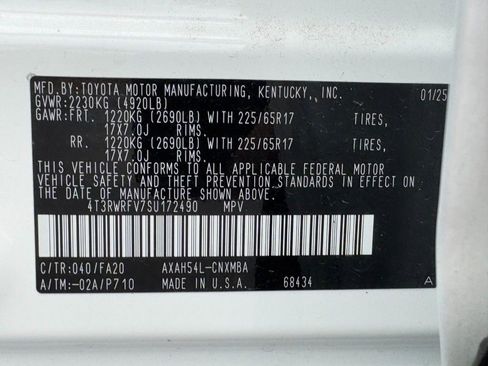 MFD.BY:TOYOTA MOTOR MANUFACTURING, KENTUCKY, INC. 01/25
GVWR:2230KG (4920LB)
GAWR:FRT. 1220KG (2690LB) WITH 225/65R17 TIRES,
17X7.0J RIMS.
RR. 1220KG (2690LB) WITH 225/65R17 TIRES,
17X7.0J RIMS.
THIS VEHICLE CONFORMS TO ALL APPLICABLE FEDERAL MOTOR
VEHICLE SAFETY AND THEFT PREVENTION STANDARDS IN EFFECT ON
THE DATE OF MANUFACTURE SHOWN ABOVE.
4T3RWRFV7SU172490 MPV
C/TR:040/FA20 AXAH54L-CNXMBA
A/TM:-02A/P710 MADE IN U.S.A. 68434 A